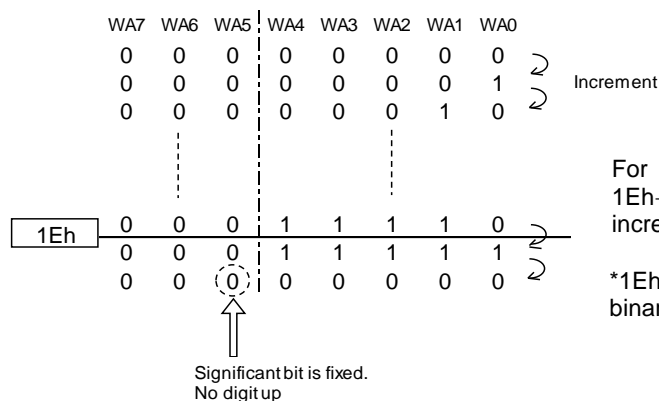 WA7 WA6 WA5 WA4 WA3 WA2 WA1 WA0
0 0 0 0 0 0 0 0
0 0 0 0 0 0 0 1
Increment
0 0 0 0 0 0 1 0
For
1Eh-
incre
1Eh
0 0 0 1 1 1 1 0
0 0 0 1 1 1 1 1
0 0 0 0 0 0 0 0
*1Eh
binar
Significant bit is fixed.
No digit up